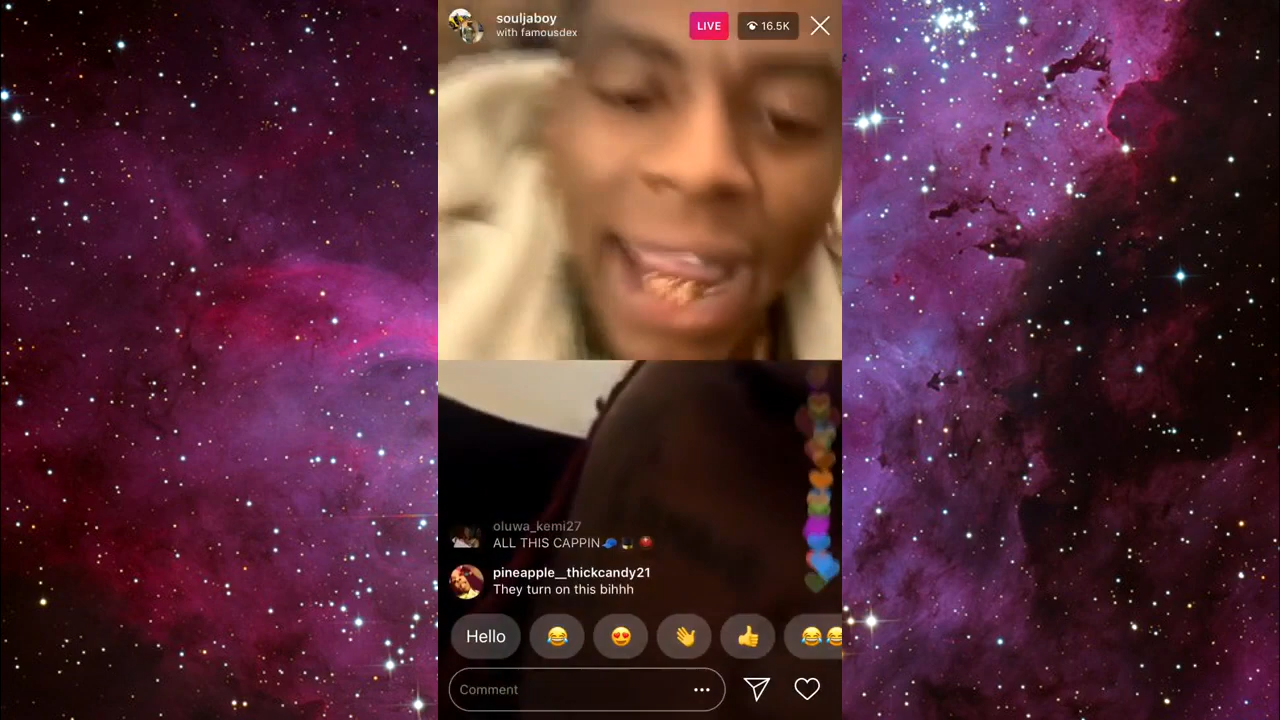 souljaboy
with famousdex
LIVE
16.5K
oluwa_kemi27
ALL THIS CAPPIN🧢
pineapple__thickcandy21
They turn on this bihhh
Hello
Comment